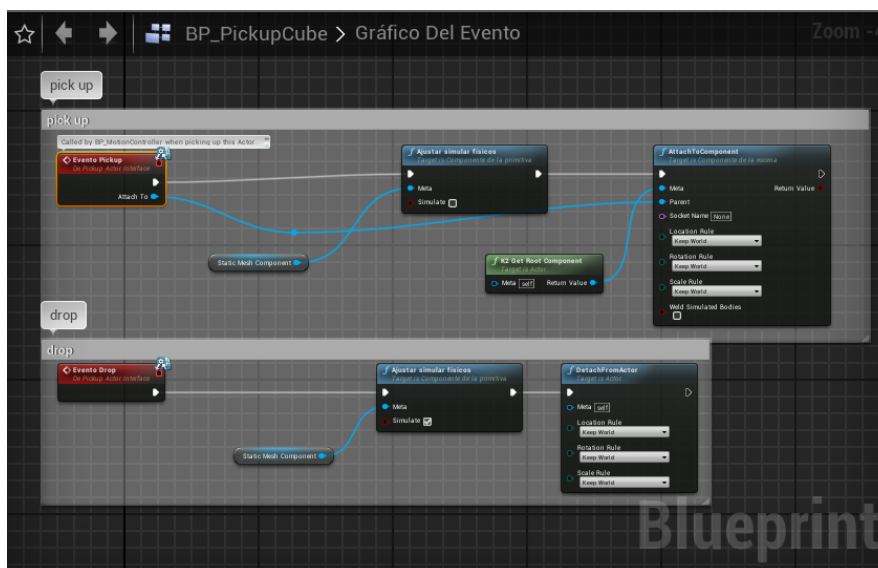 BP_PickupCube > Gráfico Del Evento
Zoom -4
pick up
pick up
Called by BP_MotionController when picking up this Actor
Evento Pickup
De Pickup Actor Interface
Attach To
Ajustar simular físicos
Target is Componente de la primitiva
Meta
Simulate
AttachToComponent
Target is Componente de la escena
Meta
Return Value
Parent
Socket Name None
Location Rule
Keep World
Rotation Rule
Keep World
Scale Rule
Keep World
Weld Simulated Bodies
Static Mesh Component
K2 Get Root Component
Target is Actor
Meta self
Return Value
drop
drop
Evento Drop
De Pickup Actor Interface
Ajustar simular físicos
Target is Componente de la primitiva
Meta
Simulate
Static Mesh Component
DetachFromActor
Target is Actor
Meta self
Location Rule
Keep World
Rotation Rule
Keep World
Scale Rule
Keep World
Blueprint